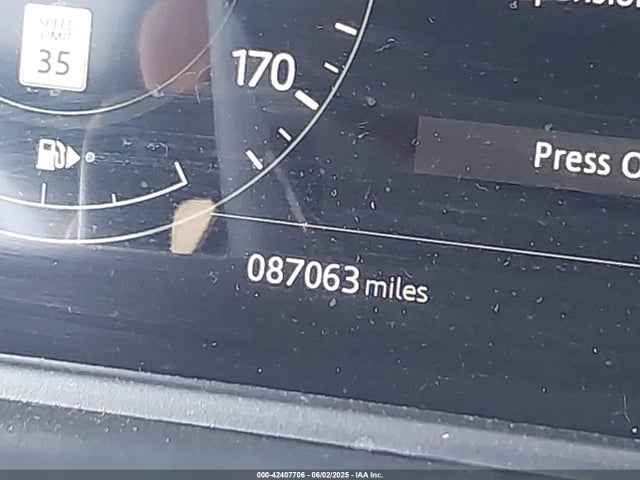 SPEED
LIMIT
35
170
Press O
087063 miles
000-42407706 - 06/02/2025 - IAA Inc.